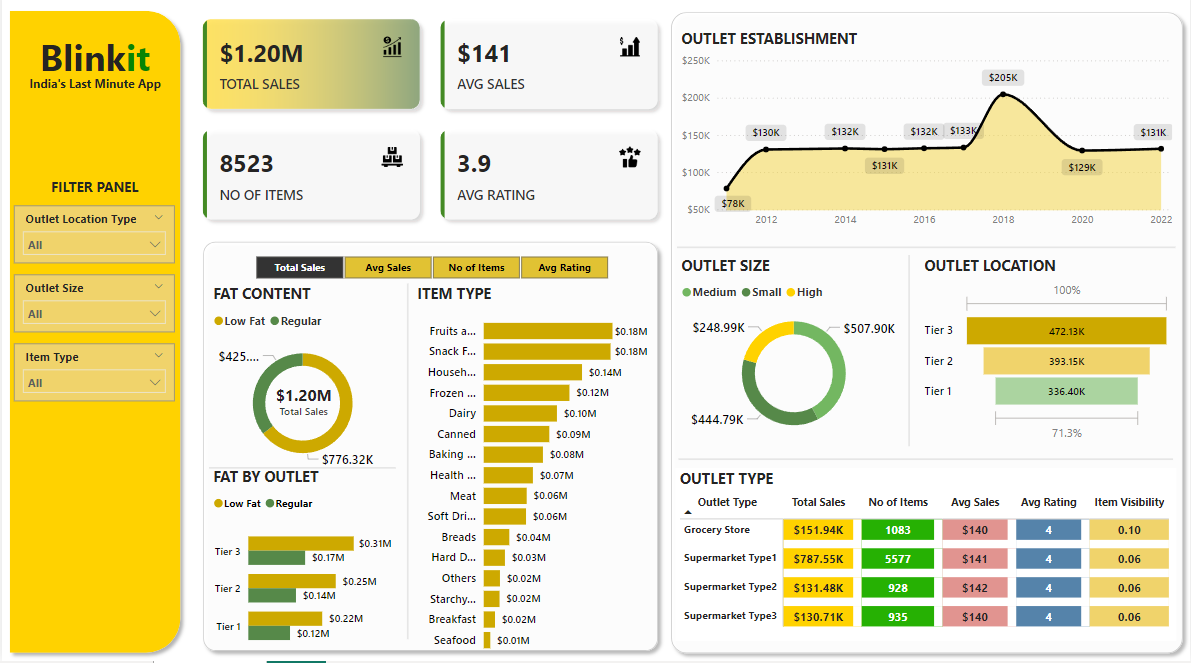 Blinkit
India's Last Minute App
FILTER PANEL
Outlet Location Type
All
Outlet Size
All
Item Type
All
$1.20M
TOTAL SALES
$141
AVG SALES
8523
NO OF ITEMS
3.9
AVG RATING
Total Sales Avg Sales No of Items Avg Rating
FAT CONTENT
Low Fat Regular
$425....
$1.20M
Total Sales
$776.32K
FAT BY OUTLET
Low Fat Regular
Tier 3 $0.31M
$0.17M
Tier 2 $0.25M
$0.14M
Tier 1 $0.22M
$0.12M
ITEM TYPE
Fruits a... $0.18M
Snack F... $0.18M
Househ... $0.14M
Frozen ... $0.12M
Dairy $0.10M
Canned $0.09M
Baking ... $0.08M
Health ... $0.07M
Meat $0.06M
Soft Dri... $0.06M
Breads $0.04M
Hard D... $0.03M
Others $0.02M
Starchy... $0.02M
Breakfast $0.02M
Seafood $0.01M
OUTLET ESTABLISHMENT
$250K
$200K
$150K
$100K
$50K
$78K $130K $132K $131K $132K $133K $205K $129K $131K
2012 2014 2016 2018 2020 2022
OUTLET SIZE
Medium Small High
$248.99K $507.90K
$444.79K
OUTLET LOCATION
100%
Tier 3 472.13K
Tier 2 393.15K
Tier 1 336.40K
71.3%
OUTLET TYPE
Outlet Type Total Sales No of Items Avg Sales Avg Rating Item Visibility
Grocery Store $151.94K 1083 $140 4 0.10
Supermarket Type1 $787.55K 5577 $141 4 0.06
Supermarket Type2 $131.48K 928 $142 4 0.06
Supermarket Type3 $130.71K 935 $140 4 0.06